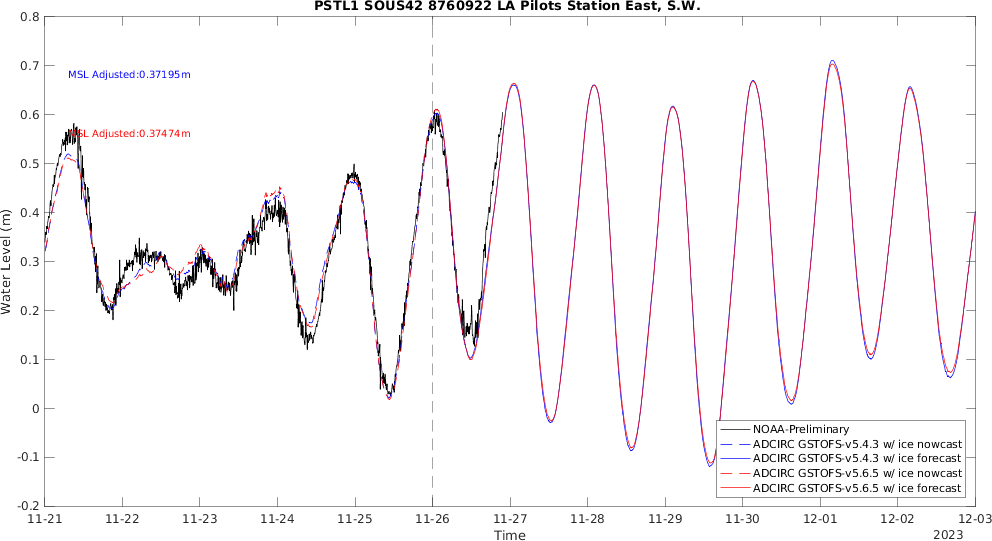 PSTL1 SOUS42 8760922 LA Pilots Station East, S.W.
0.8
0.7
MSL Adjusted:0.37195m
0.6
MSL Adjusted:0.37474m
0.5
0.4
0.3
0.2
0.1
0
-0.1
-0.2
Water Level (m)
NOAA-Preliminary
ADCIRC GSTOFS-v5.4.3 w/ ice nowcast
ADCIRC GSTOFS-v5.4.3 w/ ice forecast
ADCIRC GSTOFS-v5.6.5 w/ ice nowcast
ADCIRC GSTOFS-v5.6.5 w/ ice forecast
11-21 11-22 11-23 11-24 11-25 11-26 11-27 11-28 11-29 11-30 12-01 12-02 12-03
Time
2023